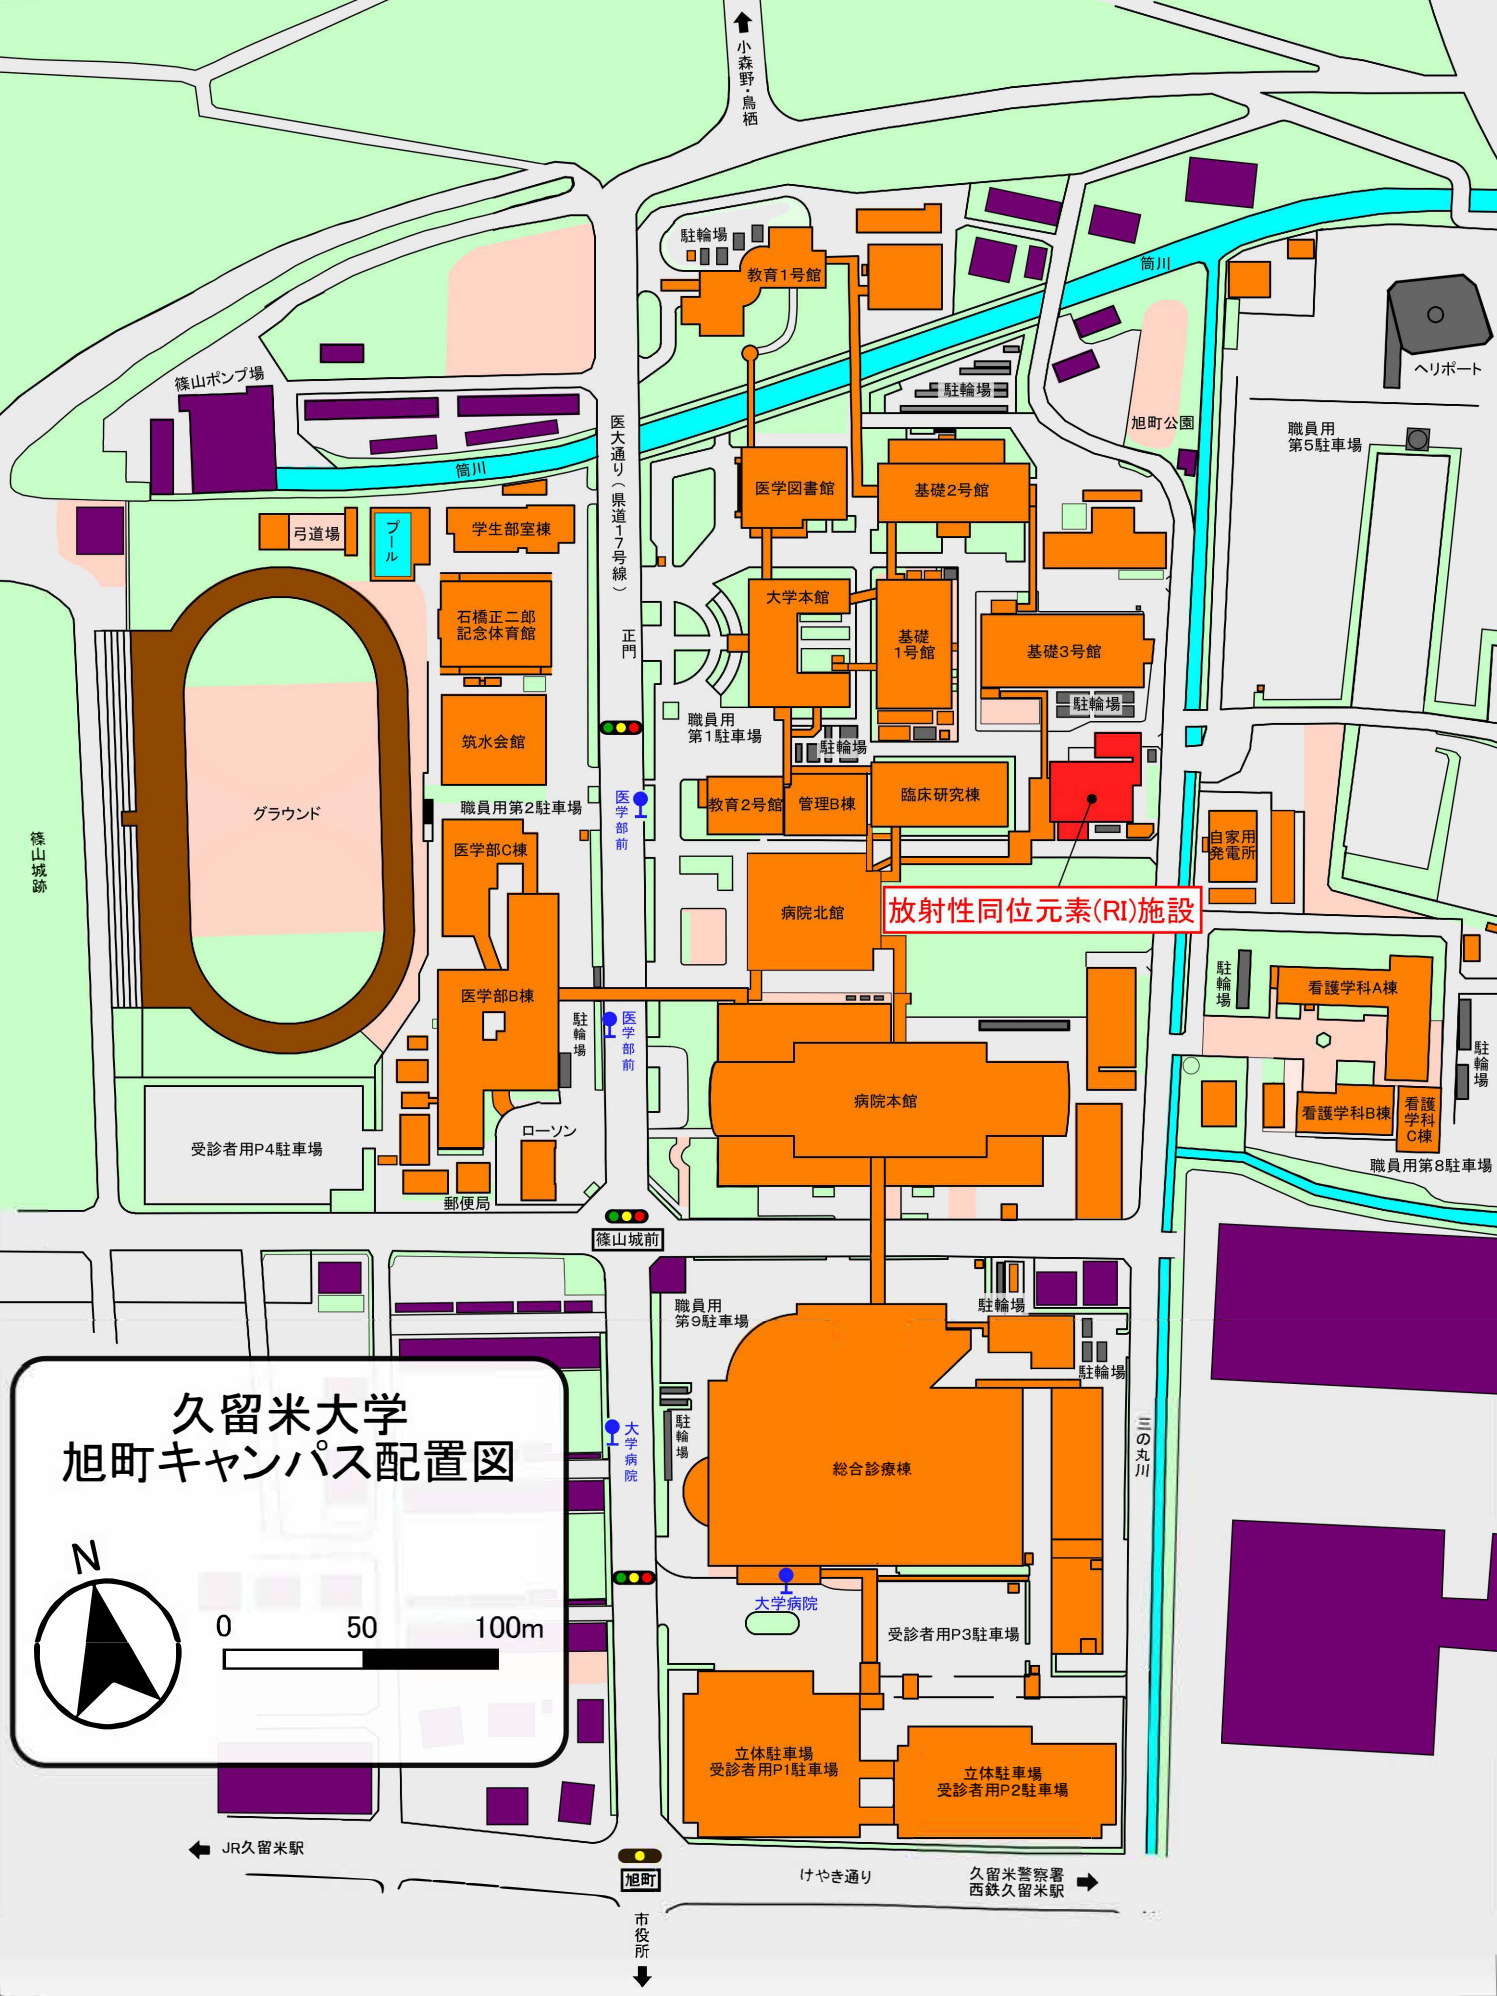 小森野・鳥栖
駐輪場
教育1号館
筒川
ヘリポート
篠山ポンプ場
駐輪場
旭町公園
職員用
第5駐車場
医大通り（県道17号線）
筒川
医学図書館
基礎2号館
弓道場
プール
学生部室棟
石橋正二郎
記念体育館
正門
大学本館
基礎
1号館
基礎3号館
駐輪場
職員用
第1駐車場
駐輪場
筑水会館
医学部前
教育2号館
管理B棟
臨床研究棟
職員用第2駐車場
グラウンド
篠山城跡
医学部C棟
自家用
発電所
病院北館
放射性同位元素(RI)施設
医学部B棟
駐輪場
医学部前
駐輪場
看護学科A棟
駐輪場
病院本館
看護学科B棟
看護
学科
C棟
職員用第8駐車場
受診者用P4駐車場
ローソン
郵便局
篠山城前
職員用
第9駐車場
駐輪場
駐輪場
久留米大学
旭町キャンパス配置図
N
0 50 100m
大学病院
駐輪場
総合診療棟
三の丸川
大学病院
受診者用P3駐車場
立体駐車場
受診者用P1駐車場
立体駐車場
受診者用P2駐車場
JR久留米駅
旭町
けやき通り
久留米警察署
西鉄久留米駅
市役所